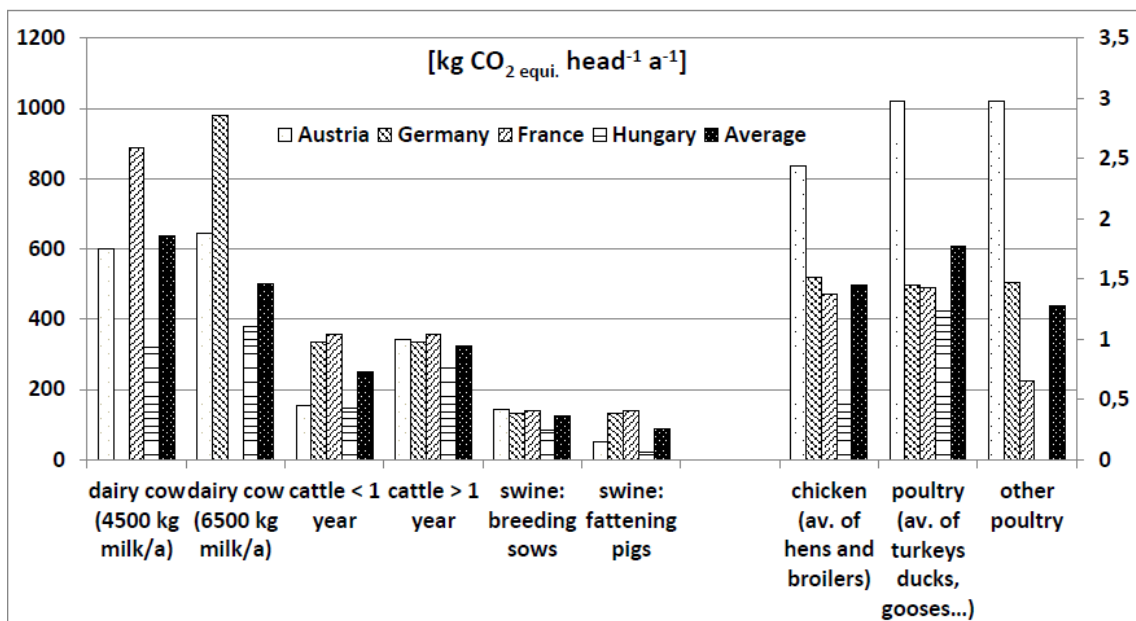 [kg CO2 equi. head-1 a-1]
Austria Germany France Hungary Average
1200
1000
800
600
400
200
0
3,5
3
2,5
2
1,5
1
0,5
0
dairy cow
(4500 kg
milk/a)
dairy cow
(6500 kg
milk/a)
cattle < 1
year
cattle > 1
year
swine:
breeding
sows
swine:
fattening
pigs
chicken
(av. of
hens and
broilers)
poultry
(av. of
turkeys
ducks,
gooses...)
other
poultry